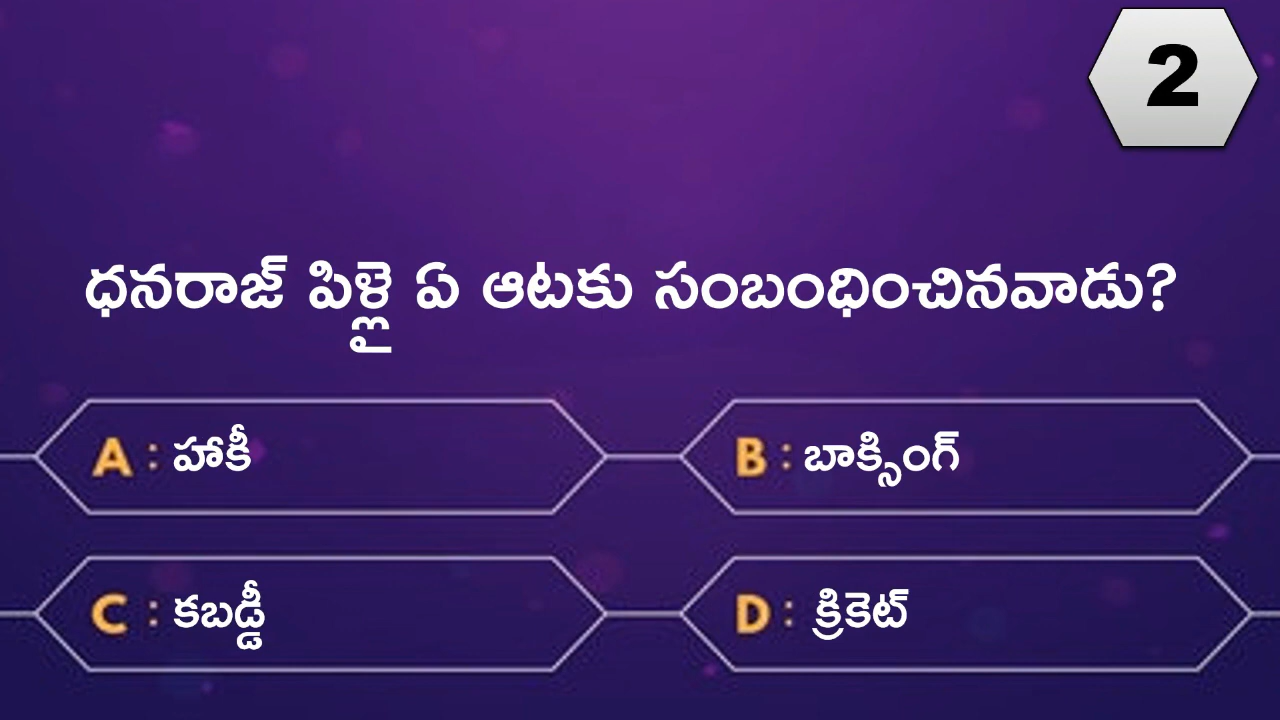 2
ధనరాజ్ పిళ్లై ఏ ఆటకు సంబంధించినవాడు?
A : హాకీ
B : బాక్సింగ్
C : కబడ్డీ
D : క్రికెట్